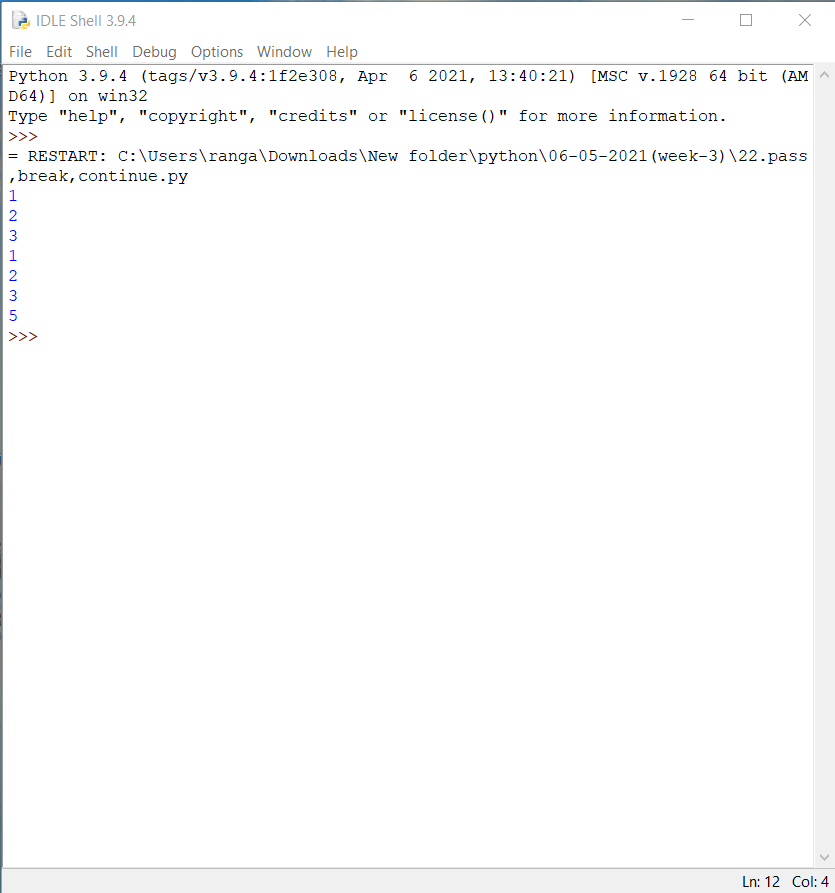 IDLE Shell 3.9.4
File Edit Shell Debug Options Window Help
Python 3.9.4 (tags/v3.9.4:1f2e308, Apr  6 2021, 13:40:21) [MSC v.1928 64 bit (AM
D64)] on win32
Type "help", "copyright", "credits" or "license()" for more information.
>>>
= RESTART: C:\Users\ranga\Downloads\New folder\python\06-05-2021(week-3)\22.pass
,break,continue.py
1
2
3
1
2
3
5
>>>
Ln: 12 Col: 4